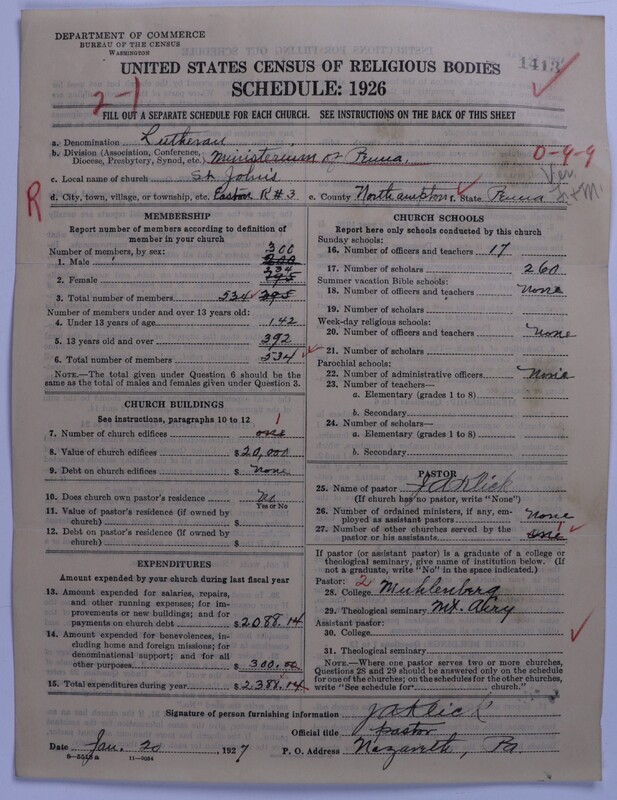 DEPARTMENT OF COMMERCE
BUREAU OF THE CENSUS
WASHINGTON
1413
UNITED STATES CENSUS OF RELIGIOUS BODIES
SCHEDULE: 1926
2-1
FILL OUT A SEPARATE SCHEDULE FOR EACH CHURCH. SEE INSTRUCTIONS ON THE BACK OF THIS SHEET
a. Denomination Lutheran
b. Division (Association, Conference, Diocese, Presbytery, Synod, etc.) Ministerium of Penna. 0-9-9
c. Local name of church St. John's
R
d. City, town, village, or township, etc. Easton R#3 e. County Northampton f. State Penna
MEMBERSHIP
Report number of members according to definition of
member in your church
Number of members, by sex:
1. Male 300
2. Female 234
3. Total number of members 534
Number of members under and over 13 years old:
4. Under 13 years of age 142
5. 13 years old and over 392
6. Total number of members 534
NOTE.—The total given under Question 6 should be
same as the total of males and females given under Question 3.
CHURCH BUILDINGS
See instructions, paragraphs 10 to 12
7. Number of church edifices one 1
8. Value of church edifices $20,000
9. Debt on church edifices $ None
10. Does church own pastor's residence No
Yes or No
11. Value of pastor's residence (if owned by
church) $
12. Debt on pastor's residence (if owned by
church) $
EXPENDITURES
Amount expended by your church during last fiscal year
13. Amount expended for salaries, repairs,
and other running expenses; for im-
provements or new buildings; and for
payments on church debt $2088.14
14. Amount expended for benevolences, in-
cluding home and foreign missions; for
denominational support; and for all
other purposes $ 300.00
15. Total expenditures during year $2388.14
CHURCH SCHOOLS
Report here only schools conducted by this church
Sunday schools:
16. Number of officers and teachers 17
17. Number of scholars 260
Summer vacation Bible schools:
18. Number of officers and teachers None
19. Number of scholars
Week-day religious schools:
20. Number of officers and teachers None
21. Number of scholars
Parochial schools:
22. Number of administrative officers None
23. Number of teachers—
a. Elementary (grades 1 to 8)
b. Secondary
24. Number of scholars—
a. Elementary (grades 1 to 8)
b. Secondary
PASTOR
25. Name of pastor J A Klick
(If church has no pastor, write "None")
26. Number of ordained ministers, if any, em-
ployed as assistant pastors None
27. Number of other churches served by the
pastor or his assistants one 1
If pastor (or assistant pastor) is a graduate of a college or
theological seminary, give name of institution below. (If
not a graduate, write "No" in the space indicated.)
Pastor: 2
28. College Muhlenberg
29. Theological seminary Mt. Airy
Assistant pastor:
30. College
31. Theological seminary
NOTE.—Where one pastor serves two or more churches,
Questions 28 and 29 should be answered only on the schedule
for one of the churches; on the schedules for the other churches,
write "See schedule for church."
Signature of person furnishing information J A Klick
Official title pastor
Date Jan. 20, 1927 P. O. Address Nazareth, Pa
11-9064